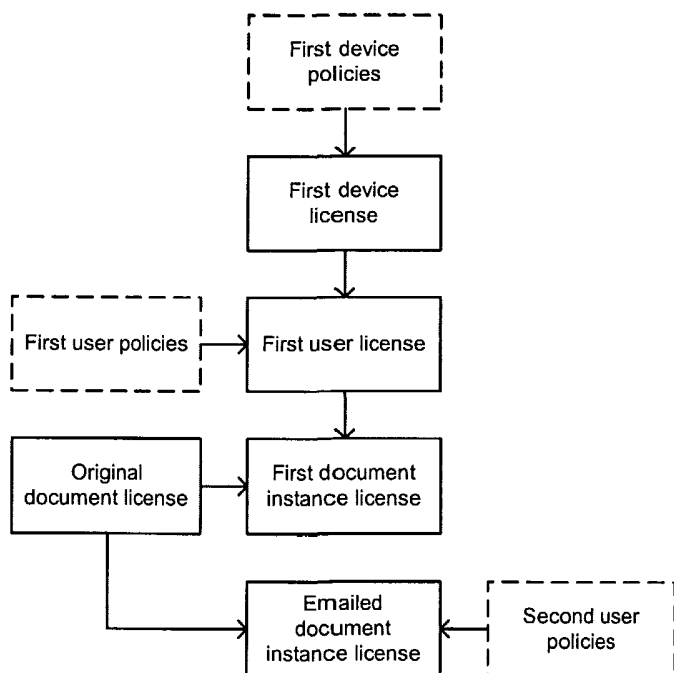 First device
policies
First device
license
First user policies
First user license
Original
document license
First document
instance license
Emailed
document
instance license
Second user
policies